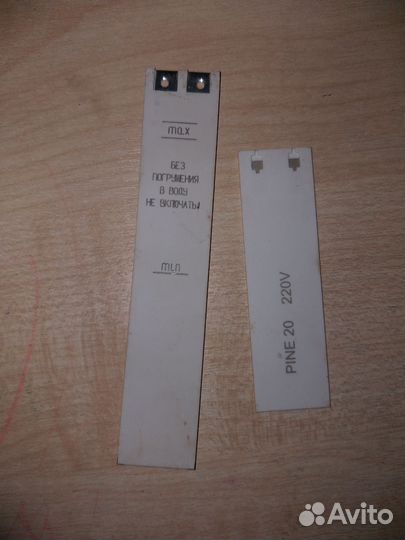 max
БЕЗ
ПОГРУЖЕНИЯ
В ВОДУ
НЕ ВКЛЮЧАТЬ!
min
PINE 20 220V
Avito